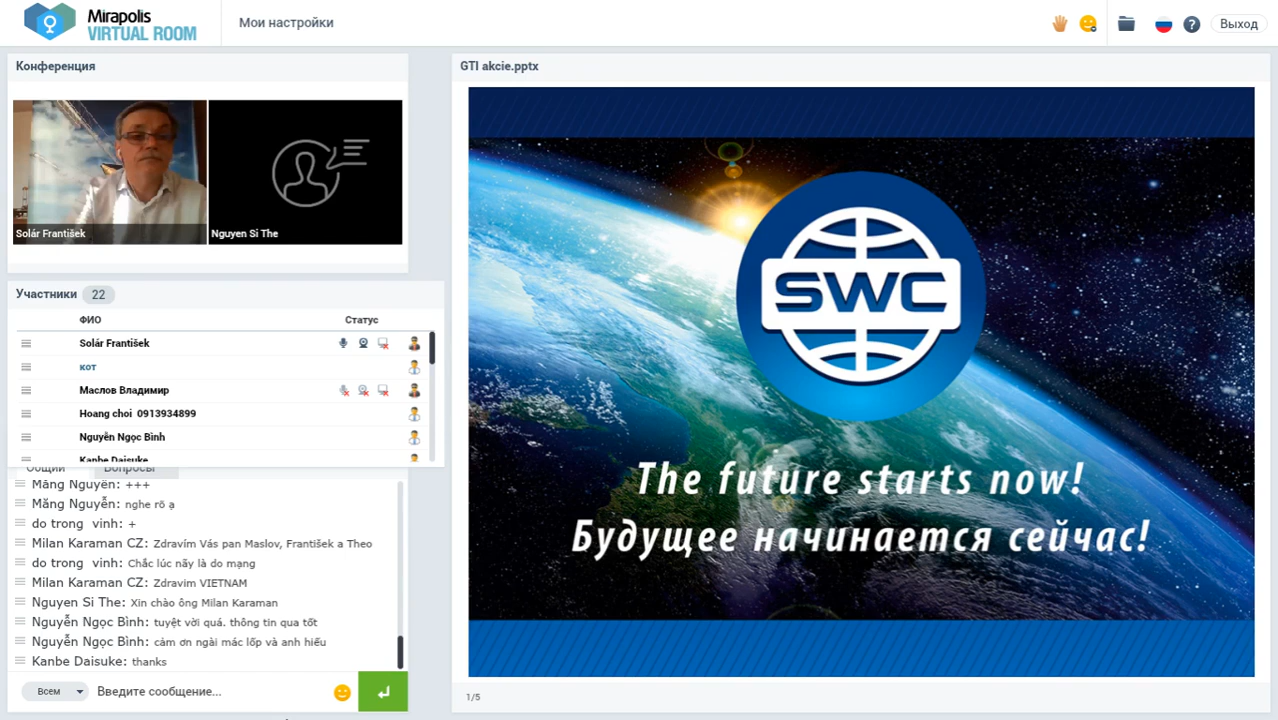 Mirapolis
VIRTUAL ROOM
Мои настройки
Выход
Конференция
Solár František
Nguyen Si The
Участники 22
ФИО Статус
Solár František
кот
Маслов Владимир
Hoang choi 0913934899
Nguyễn Ngọc Bình
Kanbe Daisuke
Общий Вопросы
Măng Nguyễn: +++
Măng Nguyễn: nghe rõ ạ
do trong vinh: +
Milan Karaman CZ: Zdravím Vás pan Maslov, František a Theo
do trong vinh: Chắc lúc nãy là do mạng
Milan Karaman CZ: Zdravim VIETNAM
Nguyen Si The: Xin chào ông Milan Karaman
Nguyễn Ngọc Bình: tuyệt vời quá. thông tin qua tốt
Nguyễn Ngọc Bình: cảm ơn ngài mác lốp và anh hiếu
Kanbe Daisuke: thanks
Всем Введите сообщение...
GTI akcie.pptx
SWC
The future starts now!
Будущее начинается сейчас!
1/5